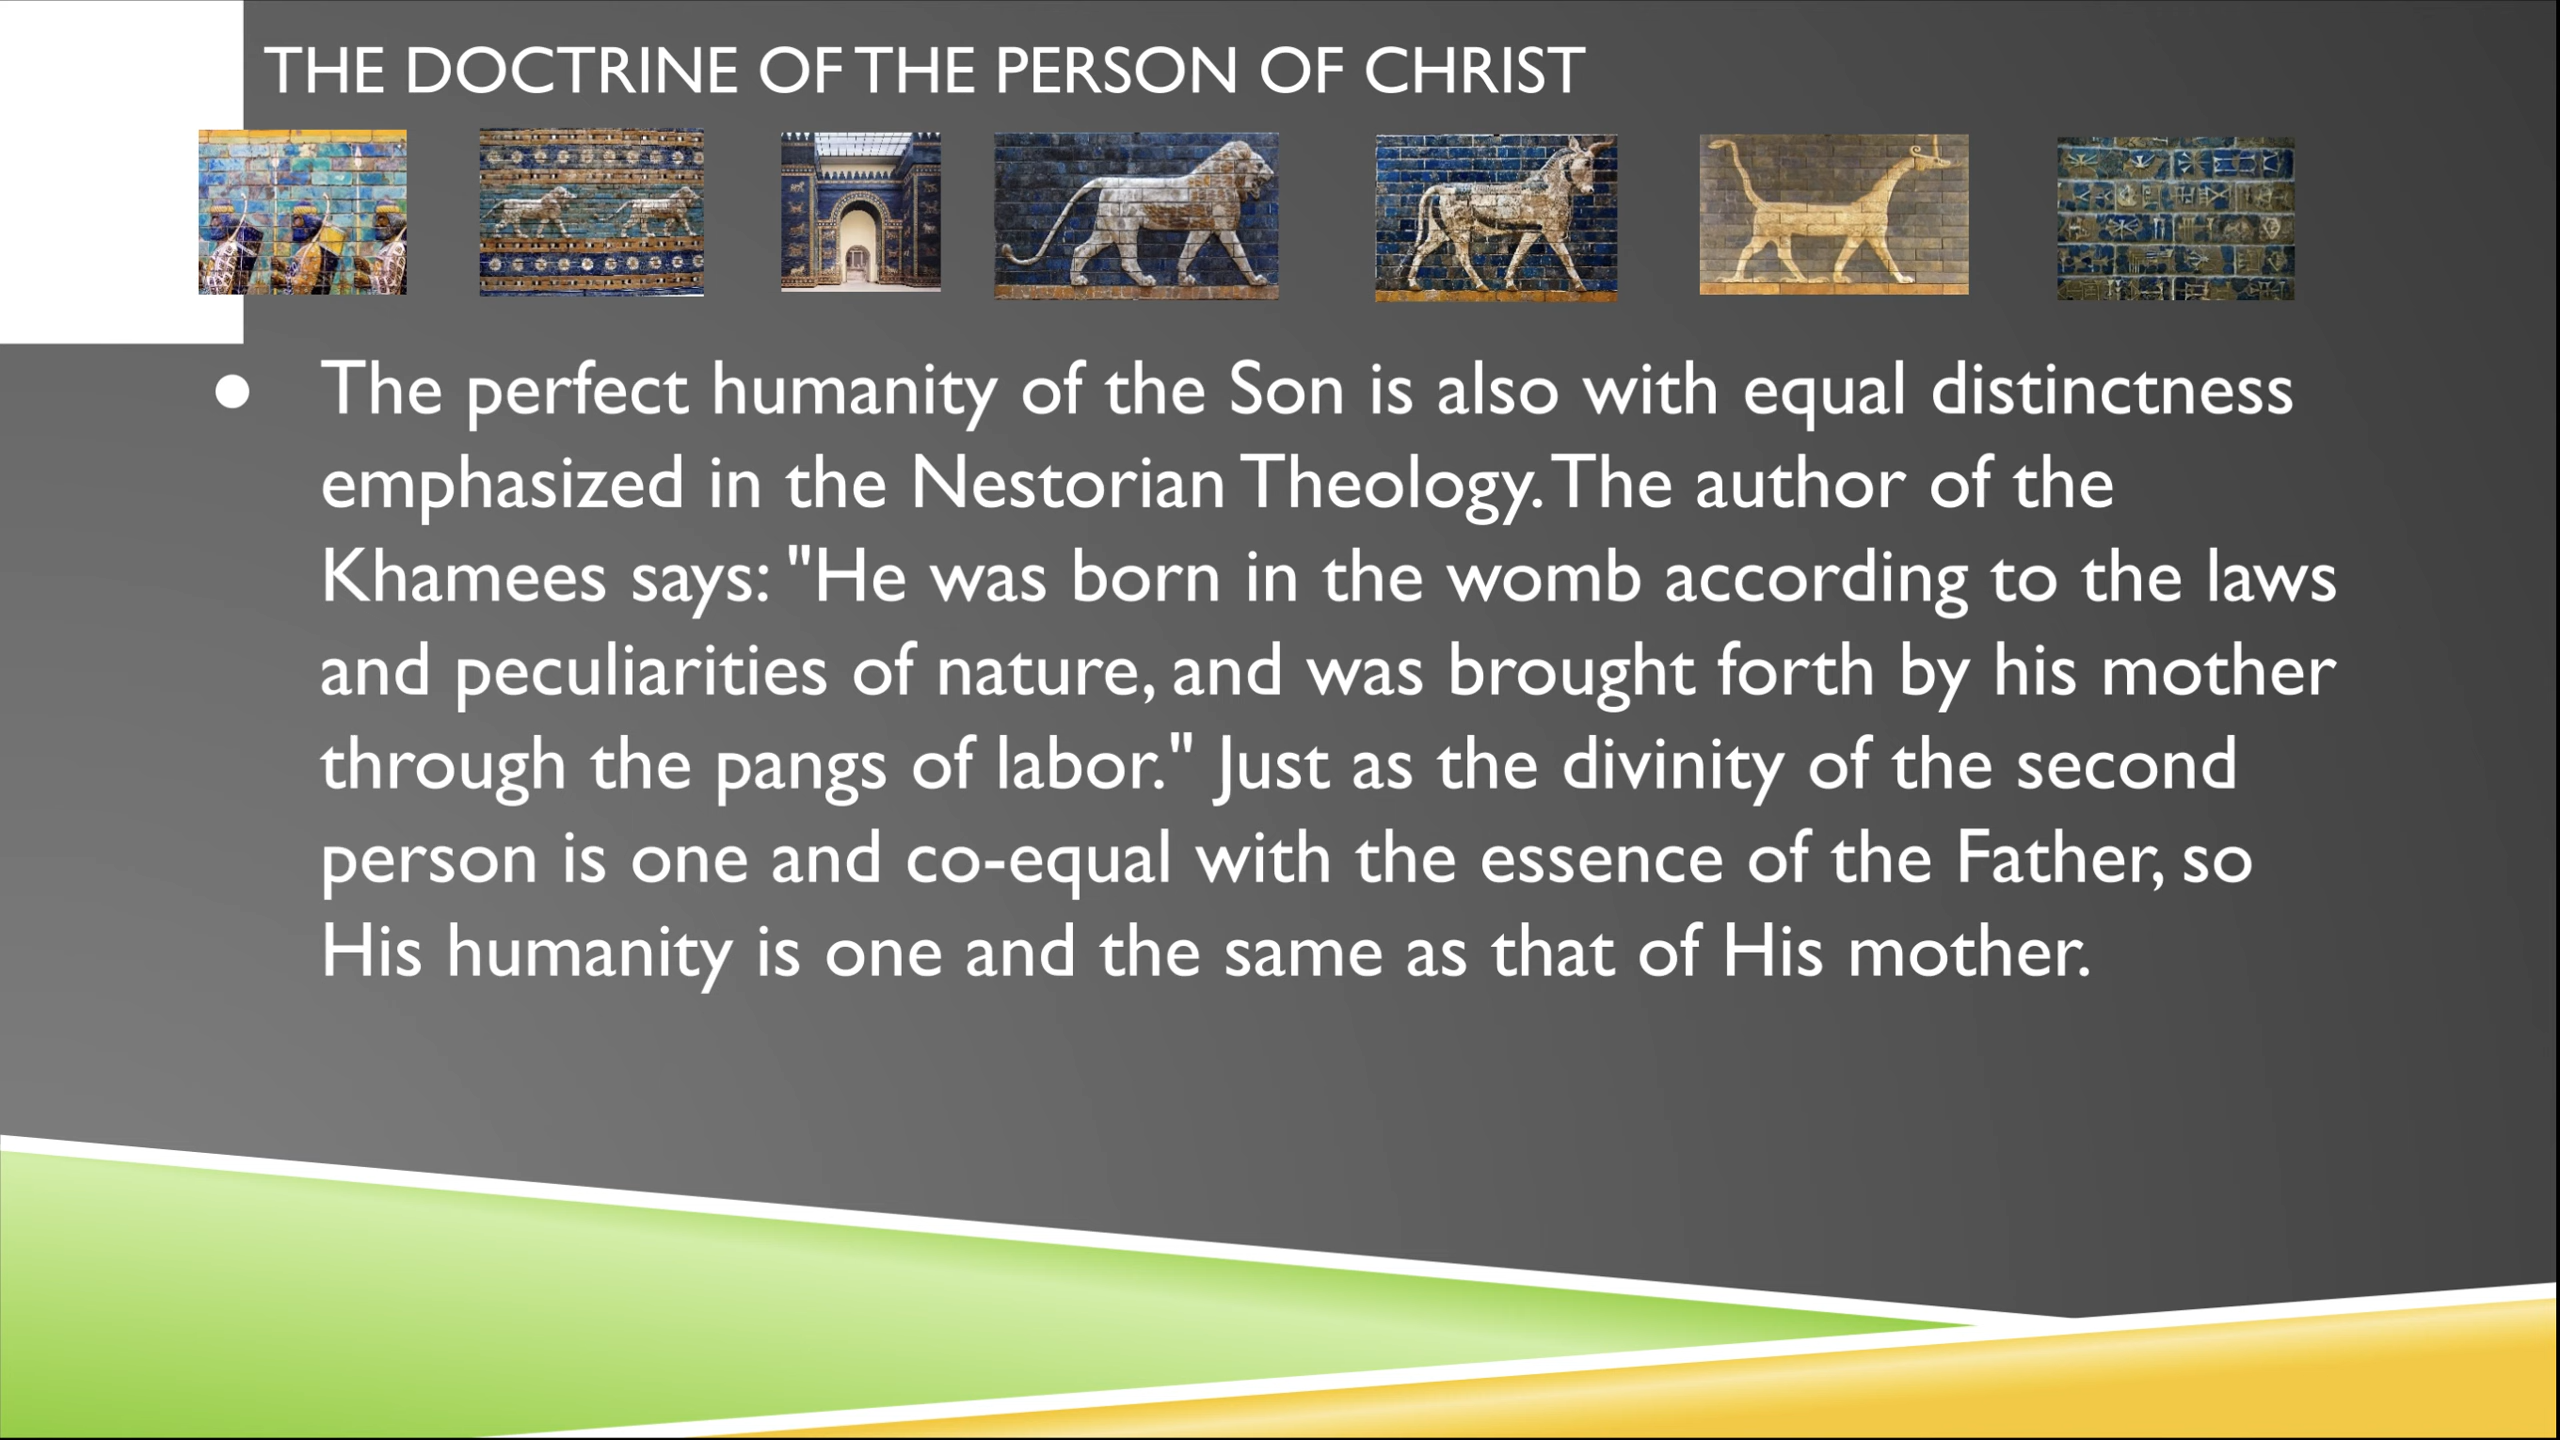 THE DOCTRINE OF THE PERSON OF CHRIST
● The perfect humanity of the Son is also with equal distinctness
emphasized in the Nestorian Theology. The author of the
Khamees says: "He was born in the womb according to the laws
and peculiarities of nature, and was brought forth by his mother
through the pangs of labor." Just as the divinity of the second
person is one and co-equal with the essence of the Father, so
His humanity is one and the same as that of His mother.